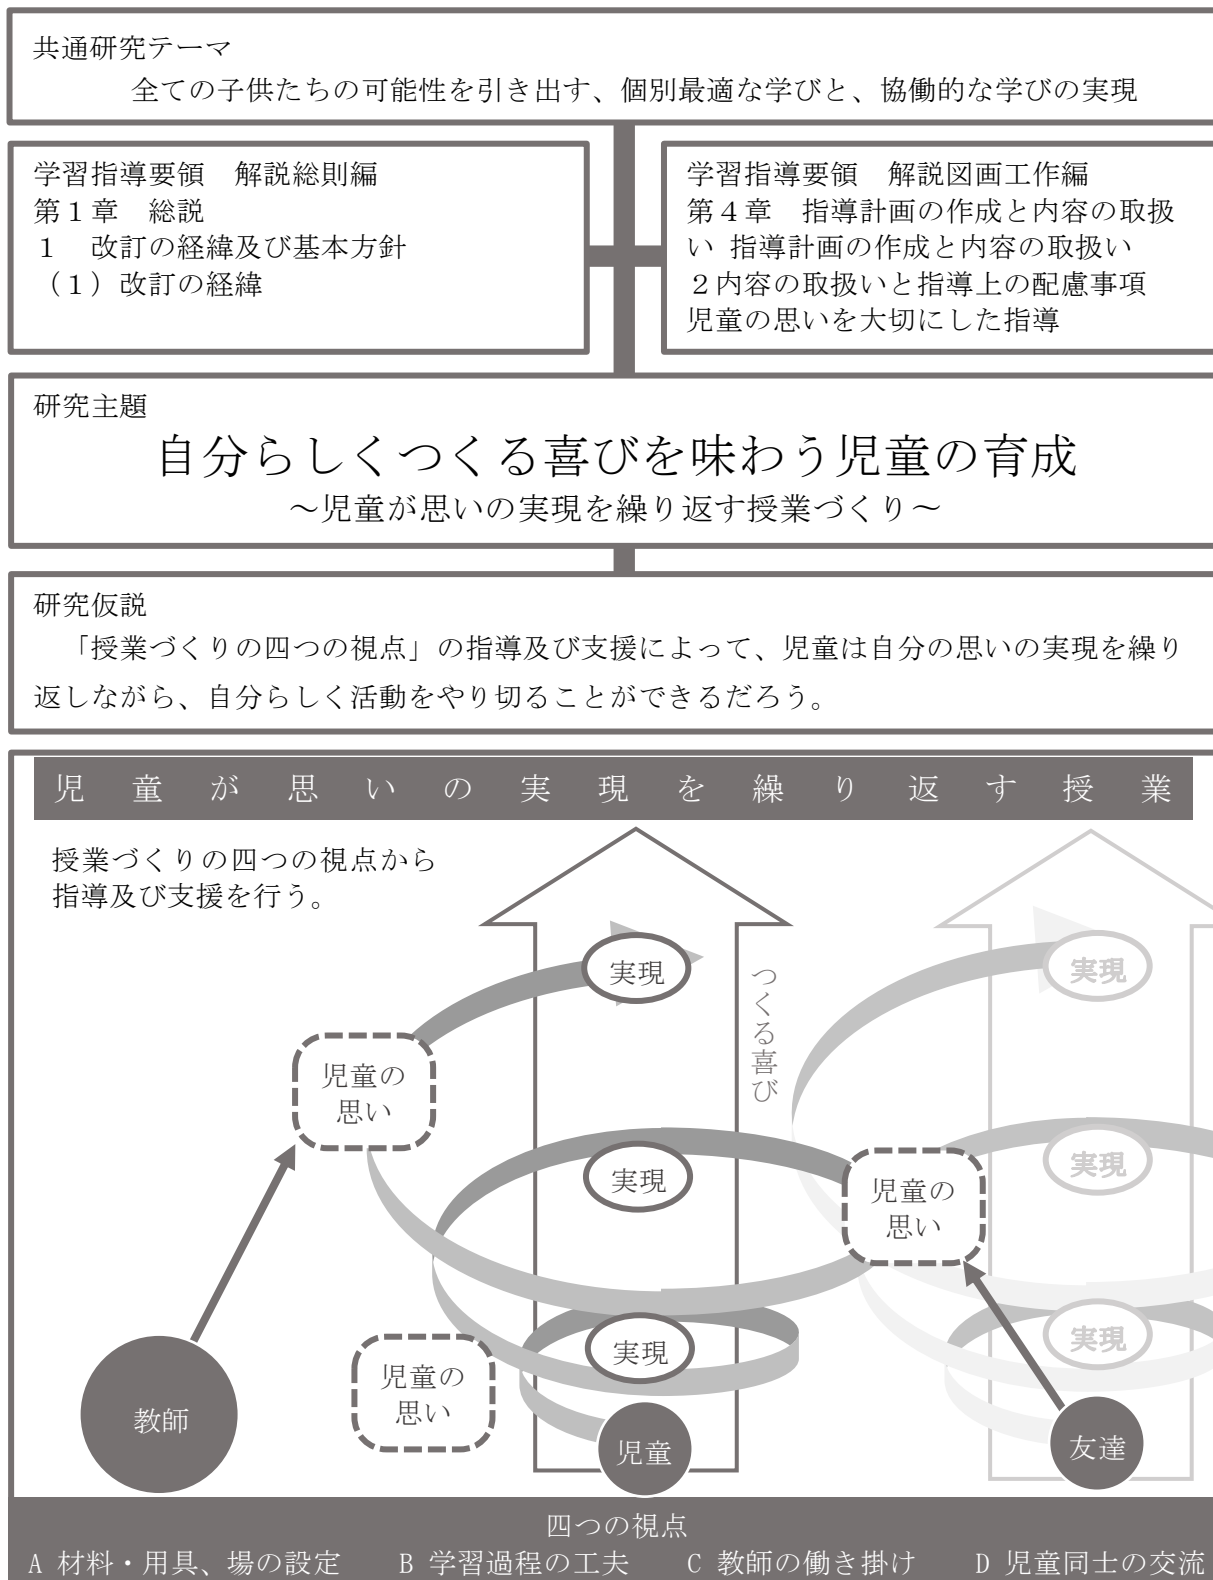 共通研究テーマ
全ての子供たちの可能性を引き出す、個別最適な学びと、協働的な学びの実現
学習指導要領　解説総則編
第１章　総説
１　改訂の経緯及び基本方針
（１）改訂の経緯
学習指導要領　解説図画工作編
第４章　指導計画の作成と内容の取扱
い 指導計画の作成と内容の取扱い
２内容の取扱いと指導上の配慮事項
児童の思いを大切にした指導
研究主題
自分らしくつくる喜びを味わう児童の育成
～児童が思いの実現を繰り返す授業づくり～
研究仮説
「授業づくりの四つの視点」の指導及び支援によって、児童は自分の思いの実現を繰り
返しながら、自分らしく活動をやり切ることができるだろう。
児童が思いの実現を繰り返す授業
授業づくりの四つの視点から
指導及び支援を行う。
実現
実現
つくる喜び
児童の
思い
実現
実現
児童の
思い
実現
実現
児童の
思い
教師
児童
友達
四つの視点
A 材料・用具、場の設定　B 学習過程の工夫　C 教師の働き掛け　D 児童同士の交流